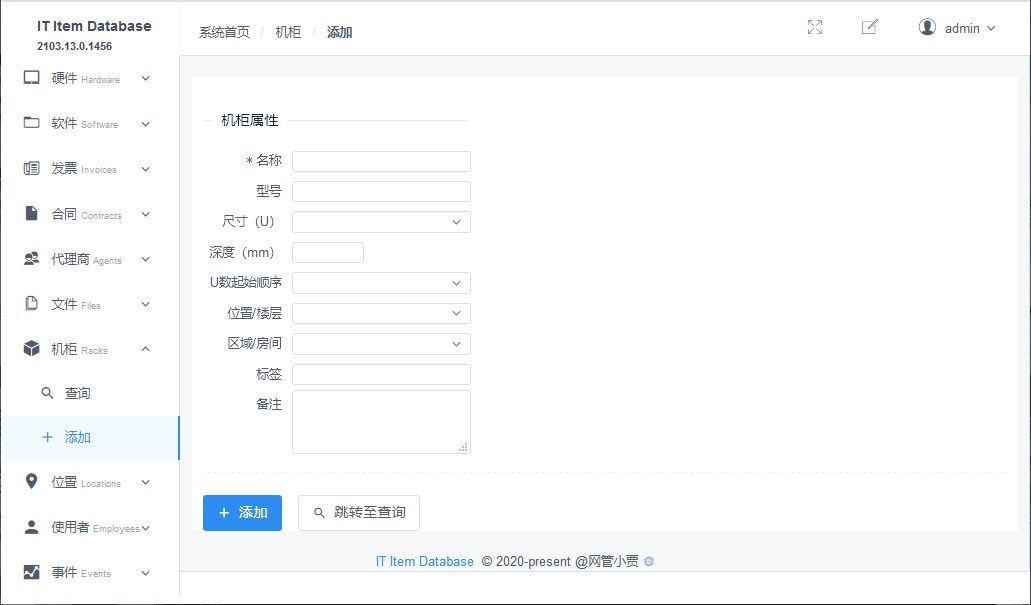 IT Item Database
2103.13.0.1456
硬件 Hardware
软件 Software
发票 Invoices
合同 Contracts
代理商 Agents
文件 Files
机柜 Racks
查询
添加
位置 Locations
使用者 Employees
事件 Events
系统首页 / 机柜 / 添加
admin
机柜属性
* 名称
型号
尺寸（U）
深度（mm）
U数起始顺序
位置/楼层
区域/房间
标签
备注
添加
跳转至查询
IT Item Database © 2020-present @网管小贾